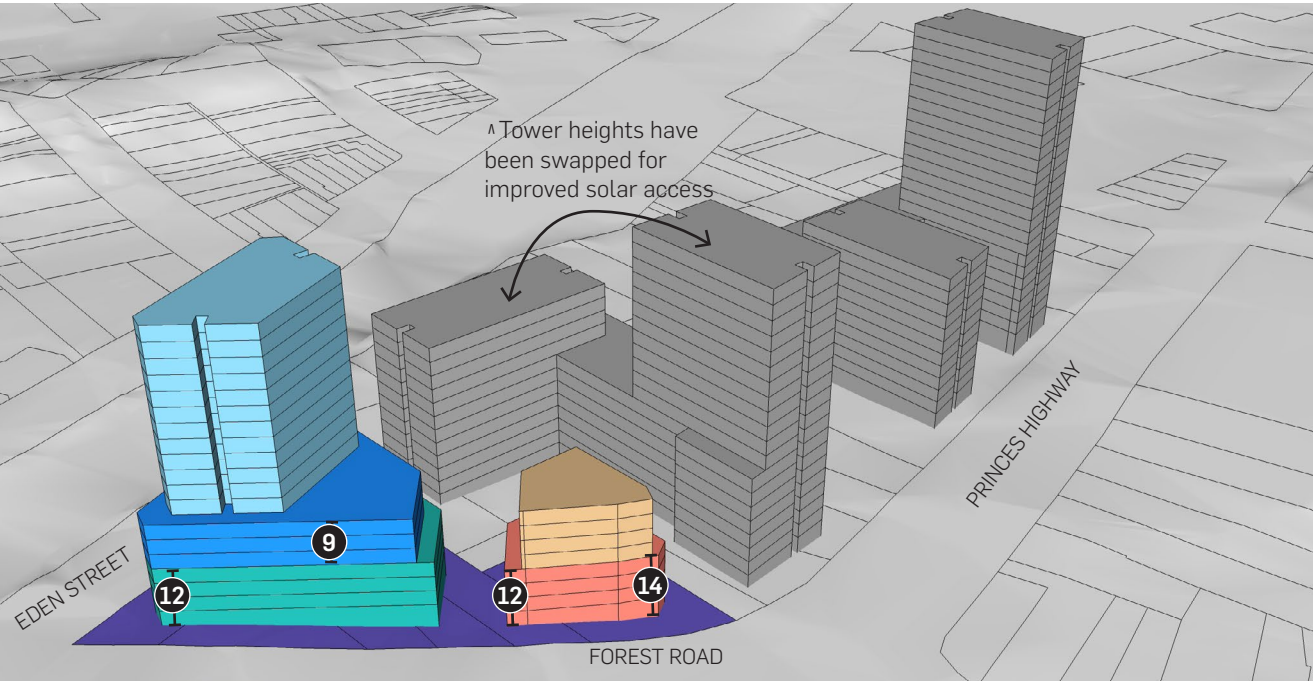 ^Tower heights have
been swapped for
improved solar access
PRINCES HIGHWAY
9
12
12
14
EDEN STREET
FOREST ROAD